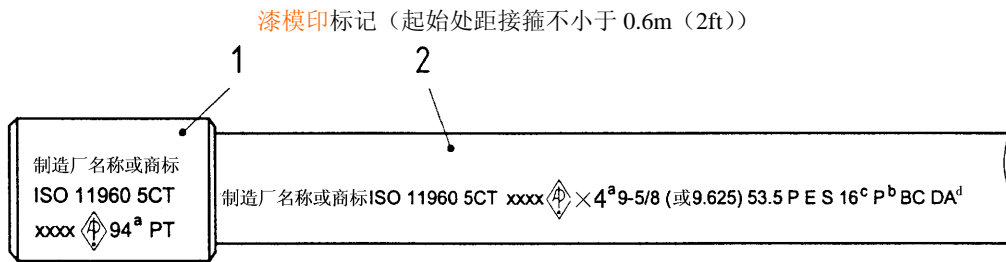 漆模印标记（起始处距接箍不小于 0.6m（2ft））
1
2
制造厂名称或商标
ISO 11960 5CT
xxxx 94ª PT
制造厂名称或商标ISO 11960 5CT xxxx ×4ª9-5/8 (或9.625) 53.5 P E S 16ᶜ Pᵇ BC DAᵈ